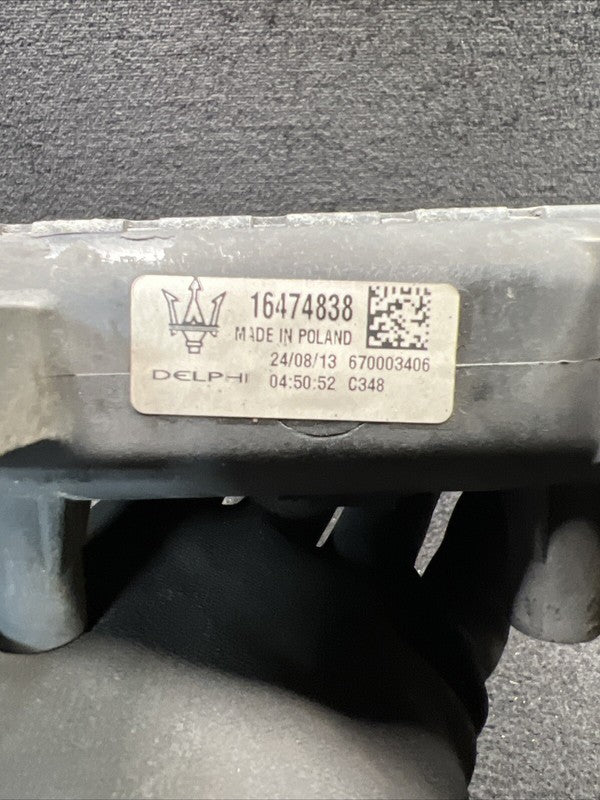 16474838
MADE IN POLAND
24/08/13 670003406
DELPHI 04:50:52 C348